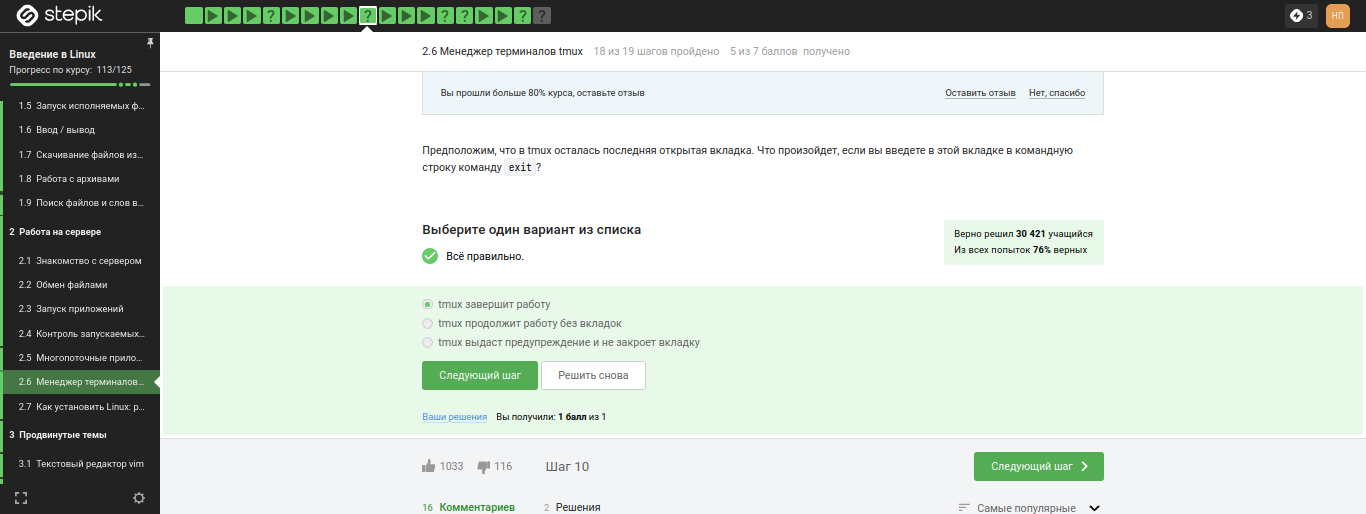 stepik
? ? ? ? ? ?
3
НП
Введение в Linux
Прогресс по курсу: 113/125
1.5 Запуск исполняемых ф...
1.6 Ввод / вывод
1.7 Скачивание файлов из...
1.8 Работа с архивами
1.9 Поиск файлов и слов в...
2 Работа на сервере
2.1 Знакомство с сервером
2.2 Обмен файлами
2.3 Запуск приложений
2.4 Контроль запускаемых...
2.5 Многопоточные прило...
2.6 Менеджер терминалов...
2.7 Как установить Linux: р...
3 Продвинутые темы
3.1 Текстовый редактор vim
2.6 Менеджер терминалов tmux 18 из 19 шагов пройдено 5 из 7 баллов получено
Вы прошли больше 80% курса, оставьте отзыв
Оставить отзыв Нет, спасибо
Предположим, что в tmux осталась последняя открытая вкладка. Что произойдет, если вы введете в этой вкладке в командную
строку команду exit ?
Выберите один вариант из списка
Всё правильно.
Верно решил 30 421 учащийся
Из всех попыток 76% верных
tmux завершит работу
tmux продолжит работу без вкладок
tmux выдаст предупреждение и не закроет вкладку
Следующий шаг Решить снова
Ваши решения Вы получили: 1 балл из 1
1033 116 Шаг 10
Следующий шаг
16 Комментариев 2 Решения
Самые популярные